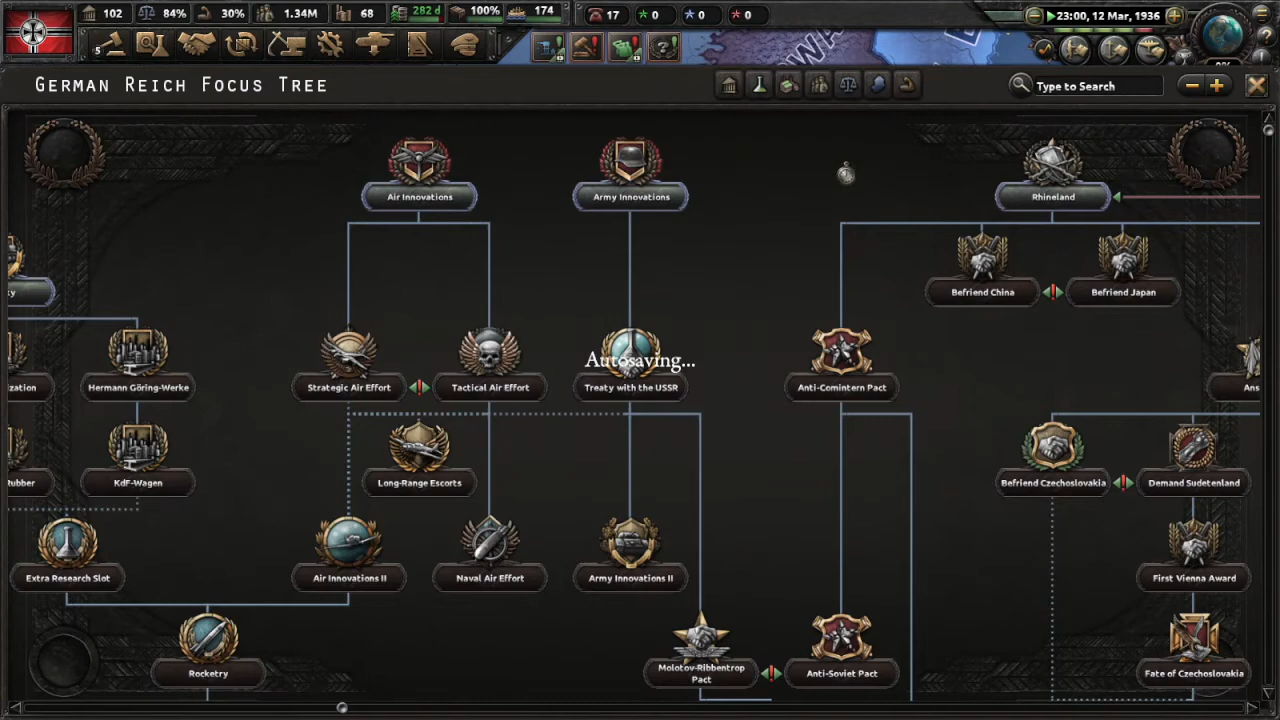 102 84% 30% 1.34M 68 282 d 100% 174 17 0 0 0 23:00, 12 Mar, 1936
5
German Reich Focus Tree
Type to Search
Air Innovations Army Innovations Rhineland
Befriend China Befriend Japan
Strategic Air Effort Tactical Air Effort Autosaving... Treaty with the USSR Anti-Comintern Pact
Hermann Göring-Werke
Long-Range Escorts
KdF-Wagen Befriend Czechoslovakia Demand Sudetenland
Extra Research Slot Air Innovations II Naval Air Effort Army Innovations II First Vienna Award
Rocketry Molotov-Ribbentrop Pact Anti-Soviet Pact Fate of Czechoslovakia